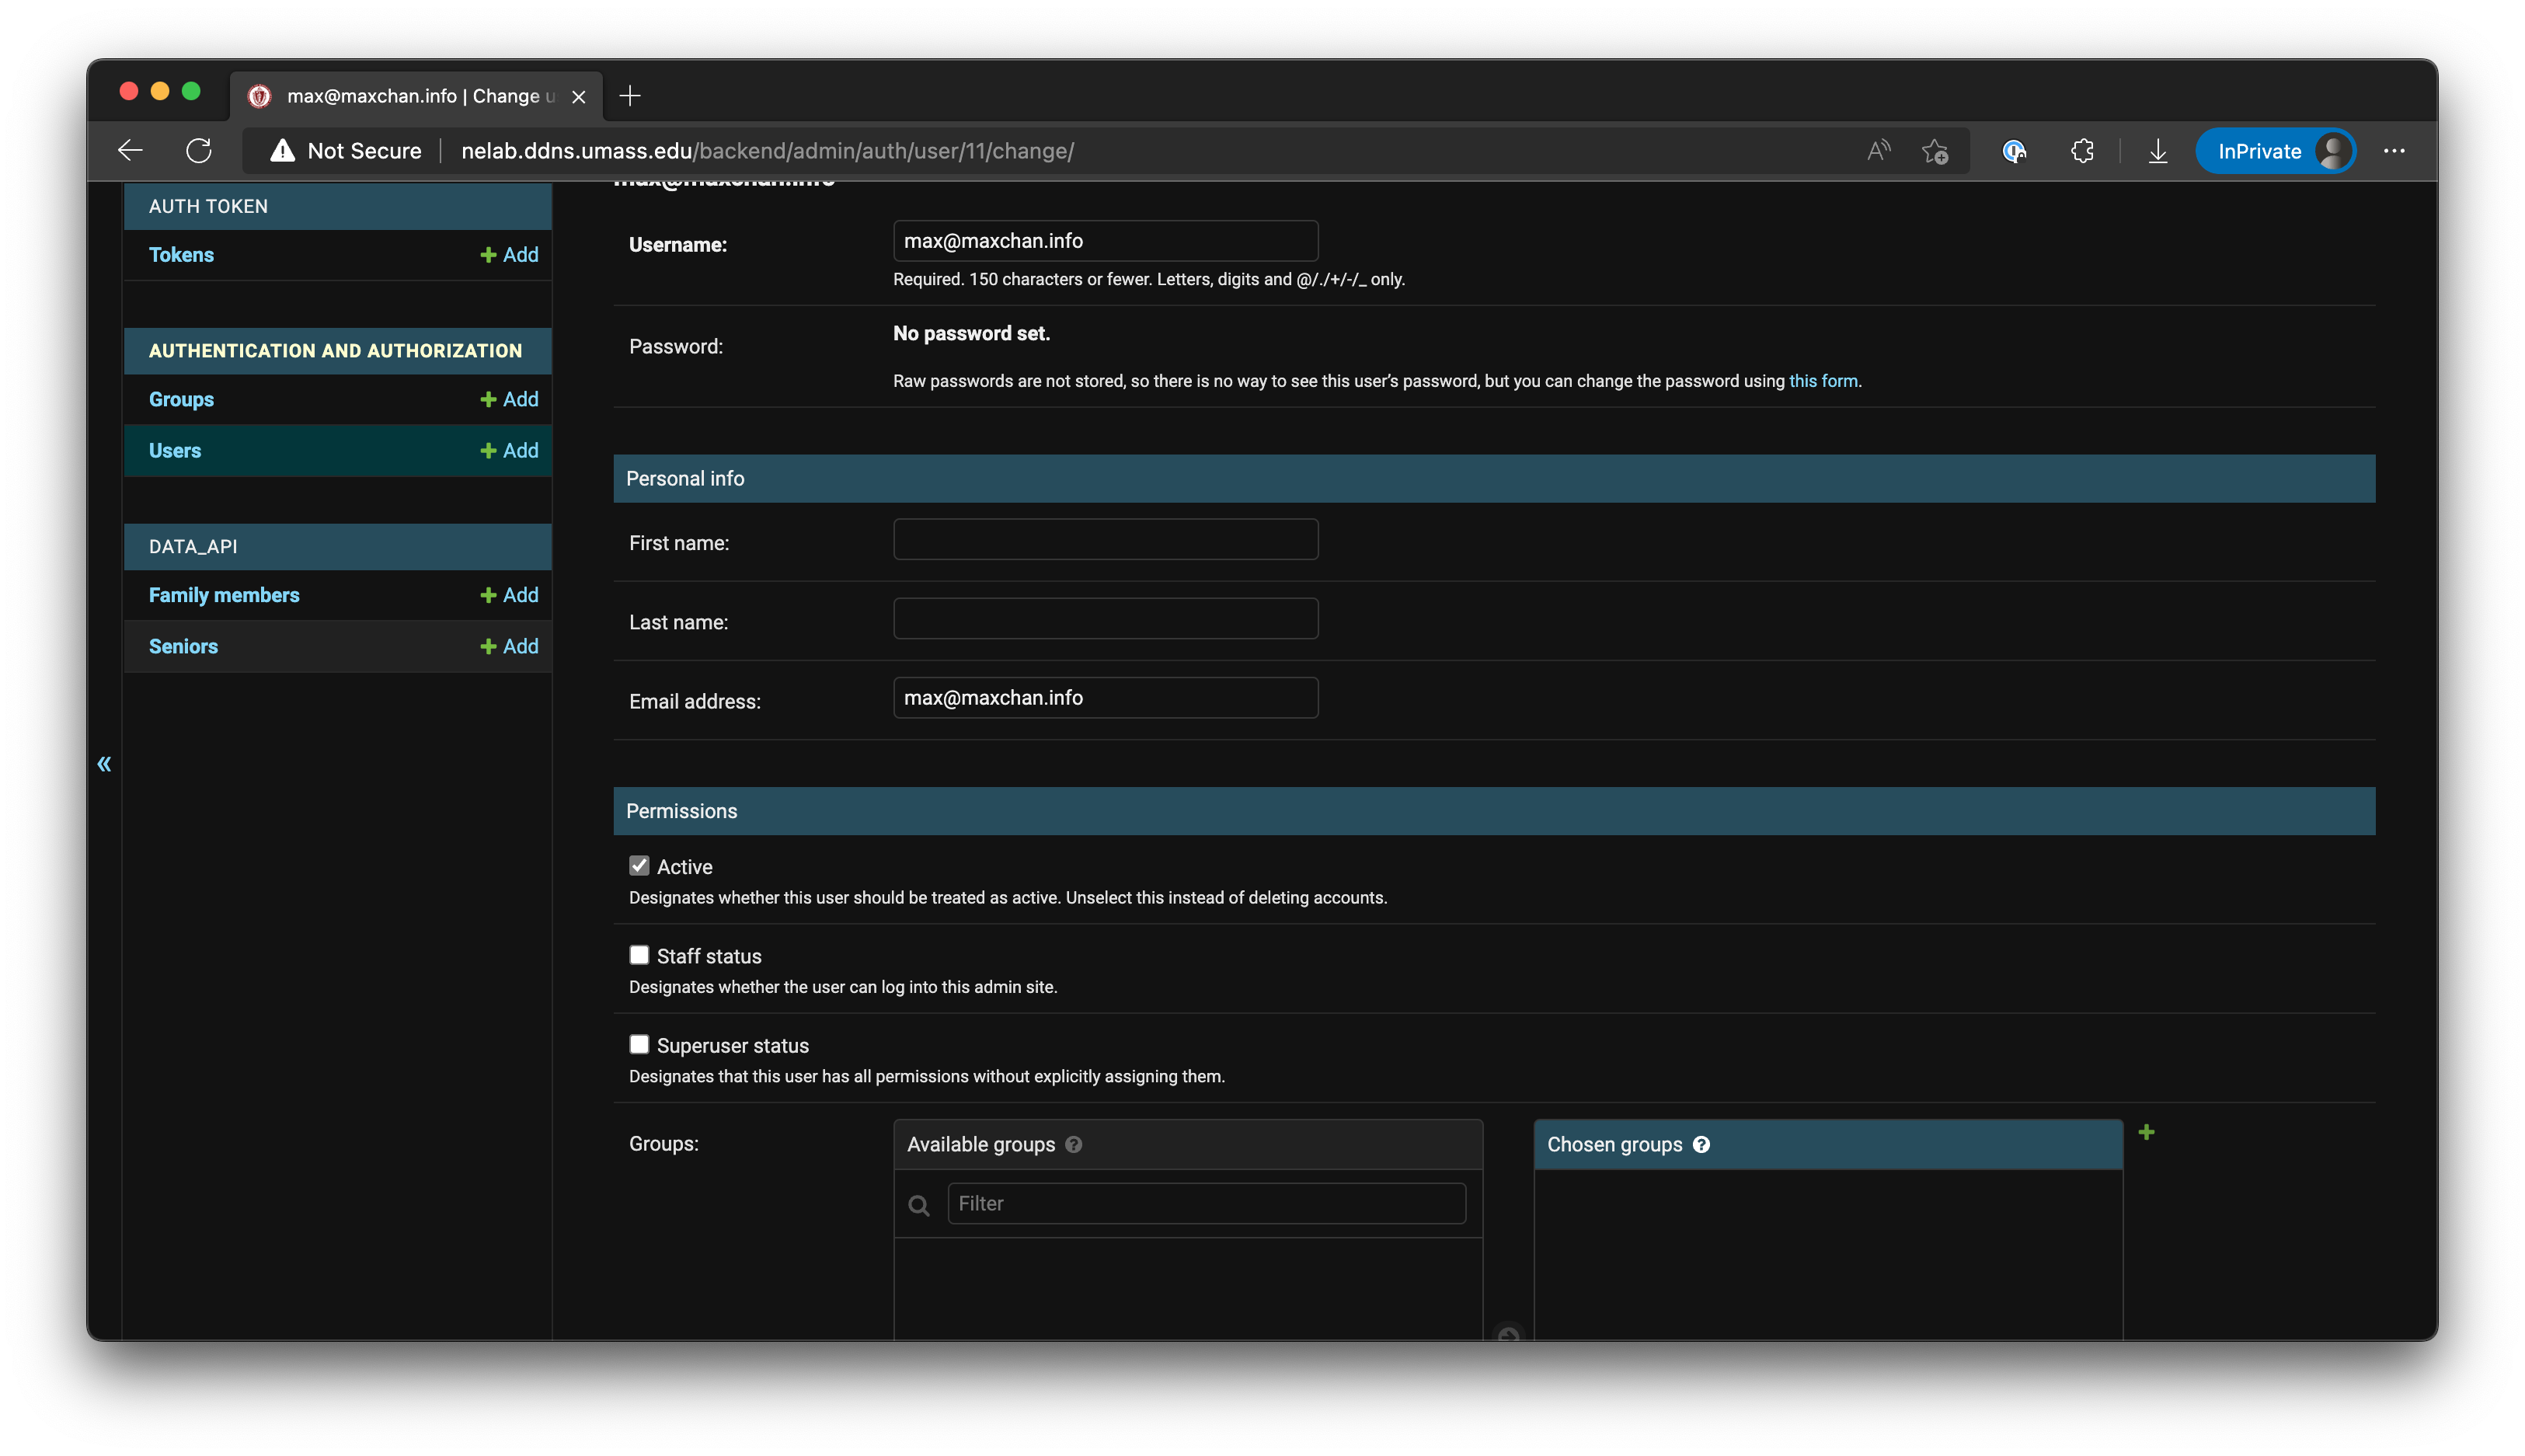 max@maxchan.info | Change u
Not Secure
nelab.ddns.umass.edu/backend/admin/auth/user/11/change/
InPrivate
AUTH TOKEN
Tokens
Add
AUTHENTICATION AND AUTHORIZATION
Groups
Add
Users
Add
DATA_API
Family members
Add
Seniors
Add
«
max@maxchan.info
Username:
max@maxchan.info
Required. 150 characters or fewer. Letters, digits and @/./+/-/_ only.
Password:
No password set.
Raw passwords are not stored, so there is no way to see this user’s password, but you can change the password using this form.
Personal info
First name:
Last name:
Email address:
max@maxchan.info
Permissions
Active
Designates whether this user should be treated as active. Unselect this instead of deleting accounts.
Staff status
Designates whether the user can log into this admin site.
Superuser status
Designates that this user has all permissions without explicitly assigning them.
Groups:
Available groups ?
Filter
Chosen groups ?